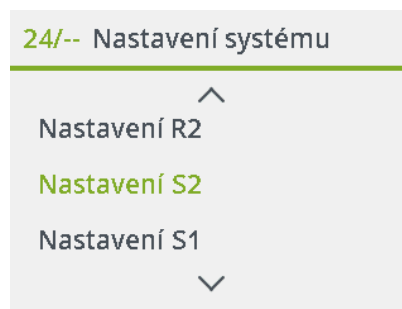 24/-- Nastavení systému
Nastavení R2
Nastavení S2
Nastavení S1